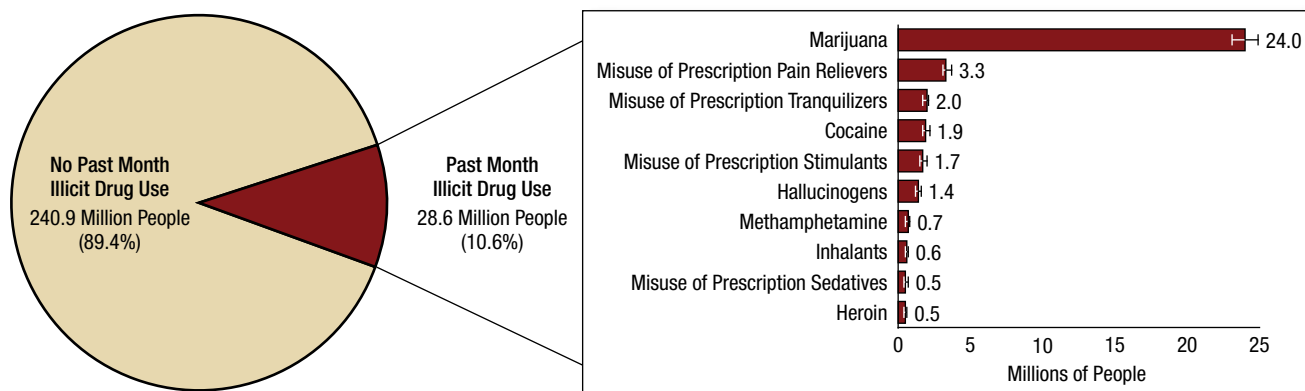 No Past Month
Illicit Drug Use
240.9 Million People
(89.4%)
Past Month
Illicit Drug Use
28.6 Million People
(10.6%)
Marijuana 24.0
Misuse of Prescription Pain Relievers 3.3
Misuse of Prescription Tranquilizers 2.0
Cocaine 1.9
Misuse of Prescription Stimulants 1.7
Hallucinogens 1.4
Methamphetamine 0.7
Inhalants 0.6
Misuse of Prescription Sedatives 0.5
Heroin 0.5
0 5 10 15 20 25
Millions of People